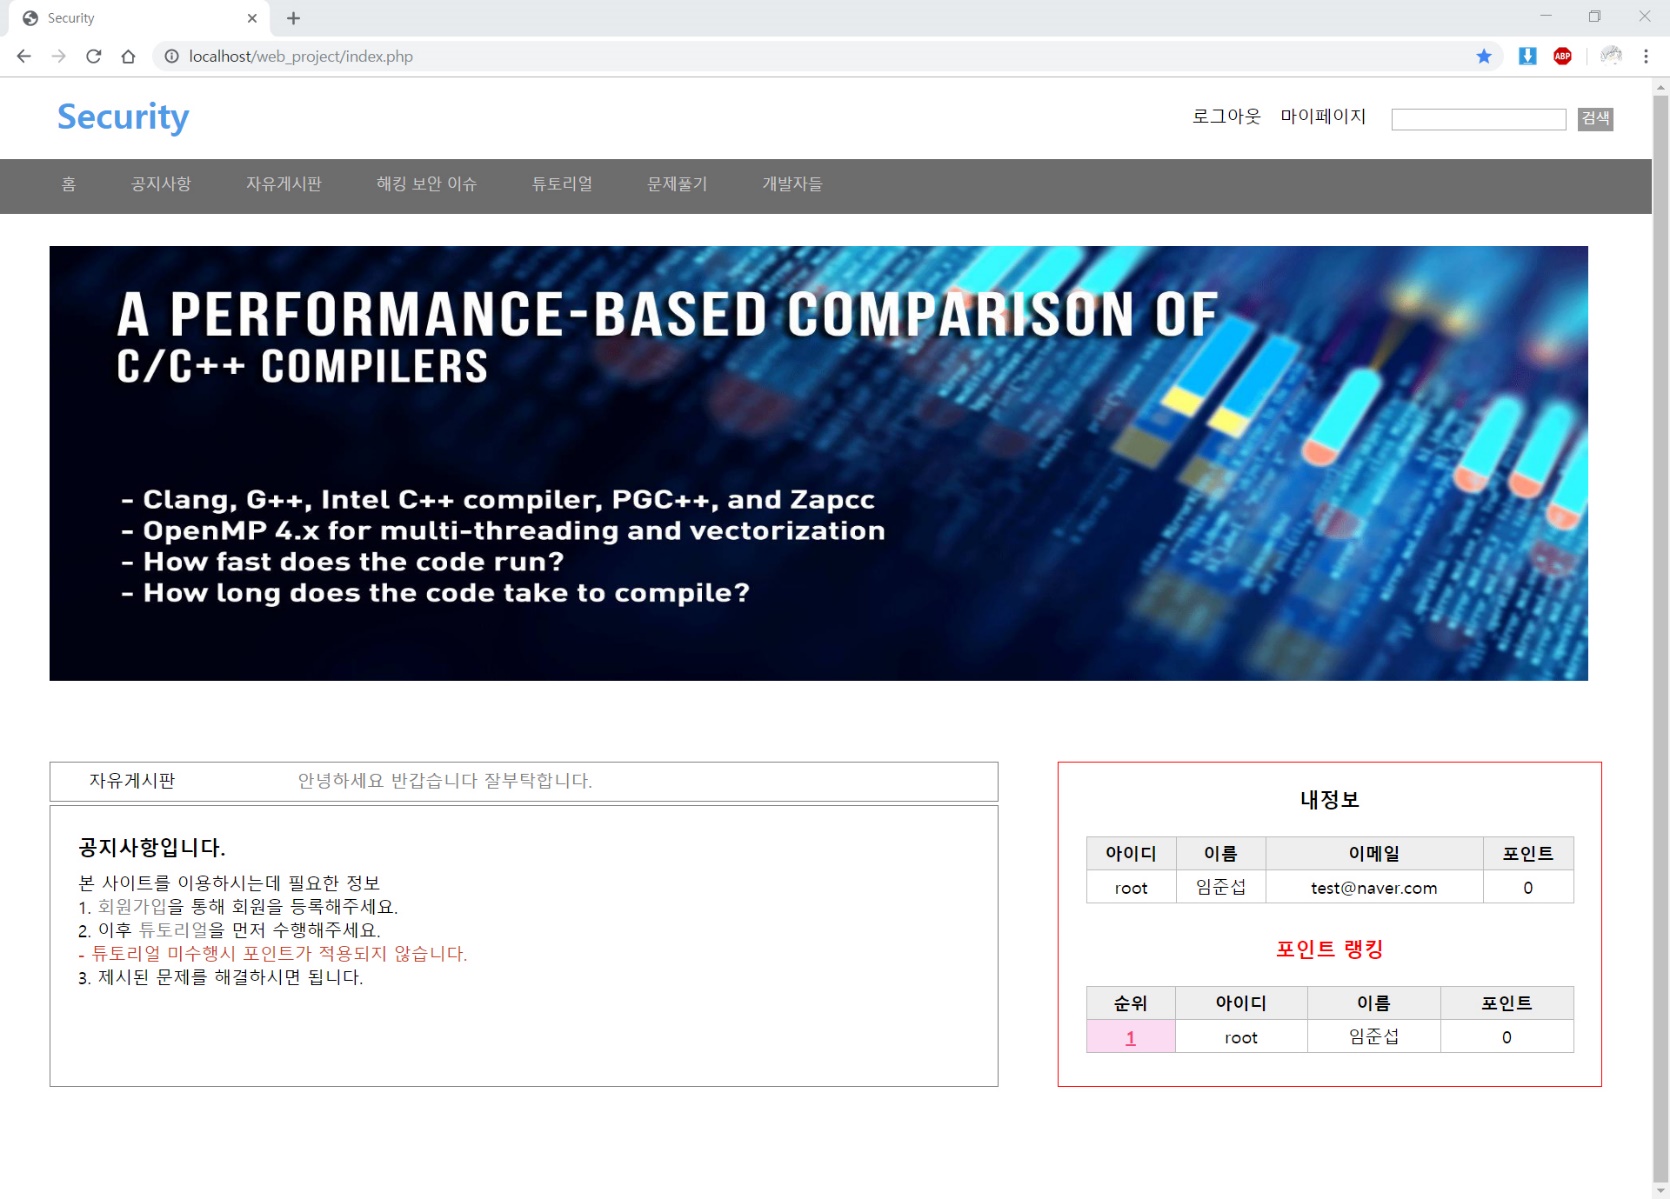 Security
localhost/web_project/index.php
ABP
Security
로그아웃 마이페이지 검색
홈 공지사항 자유게시판 해킹 보안 이슈 튜토리얼 문제풀기 개발자들
A PERFORMANCE-BASED COMPARISON OF
C/C++ COMPILERS
- Clang, G++, Intel C++ compiler, PGC++, and Zapcc
- OpenMP 4.x for multi-threading and vectorization
- How fast does the code run?
- How long does the code take to compile?
자유게시판 안녕하세요 반갑습니다 잘부탁합니다.
공지사항입니다.
본 사이트를 이용하시는데 필요한 정보
1. 회원가입을 통해 회원을 등록해주세요.
2. 이후 튜토리얼을 먼저 수행해주세요.
- 튜토리얼 미수행시 포인트가 적용되지 않습니다.
3. 제시된 문제를 해결하시면 됩니다.
내정보
아이디 이름 이메일 포인트
root 임준섭 test@naver.com 0
포인트 랭킹
순위 아이디 이름 포인트
1 root 임준섭 0